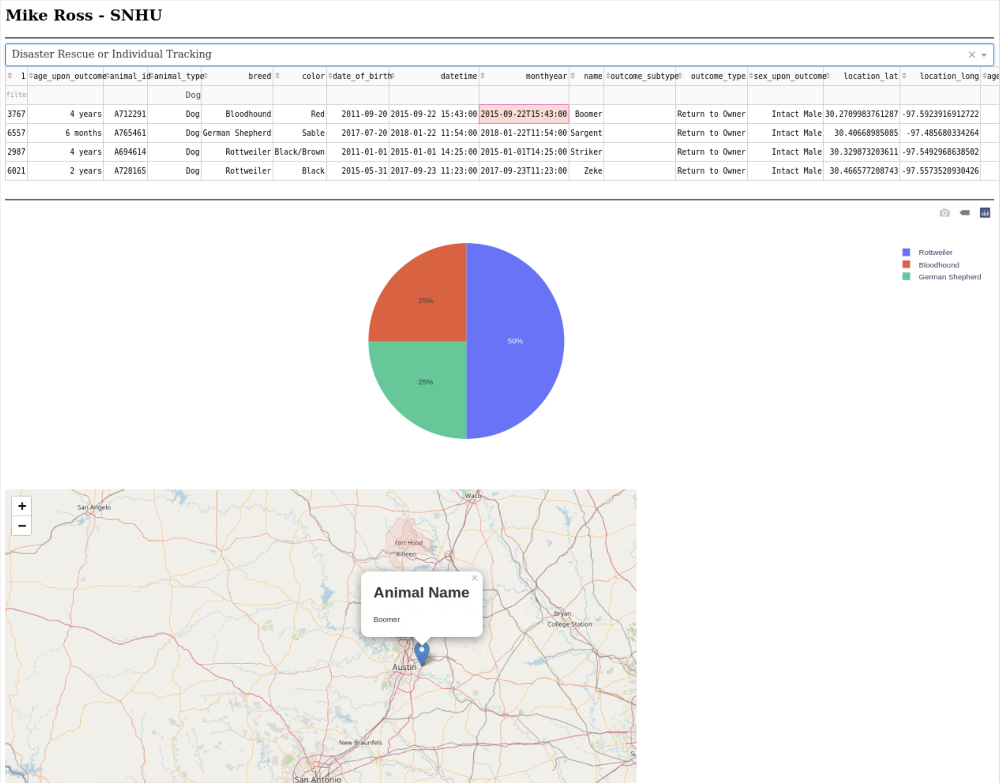 Mike Ross - SNHU
Disaster Rescue or Individual Tracking
1 age_upon_outcome animal_id animal_type breed color date_of_birth datetime monthyear name outcome_subtype outcome_type sex_upon_outcome location_lat location_long age
filte Dog
3767 4 years A712291 Dog Bloodhound Red 2011-09-20 2015-09-22 15:43:00 2015-09-22T15:43:00 Boomer Return to Owner Intact Male 30.2709983761287 -97.5923916912722
6557 6 months A765461 Dog German Shepherd Sable 2017-07-20 2018-01-22 11:54:00 2018-01-22T11:54:00 Sargent Return to Owner Intact Male 30.40668985085 -97.485680334264
2987 4 years A694614 Dog Rottweiler Black/Brown 2011-01-01 2015-01-01 14:25:00 2015-01-01T14:25:00 Striker Return to Owner Intact Male 30.329873203611 -97.5492968638502
6021 2 years A728165 Dog Rottweiler Black 2015-05-31 2017-09-23 11:23:00 2017-09-23T11:23:00 Zeke Return to Owner Intact Male 30.466577208743 -97.5573520930426
Rottweiler
Bloodhound
German Shepherd
25%
50%
25%
+
−
Waco
San Angelo
Fort Hood
Killeen
Animal Name
Boomer
Bryan
College Station
Austin
New Braunfels
San Antonio